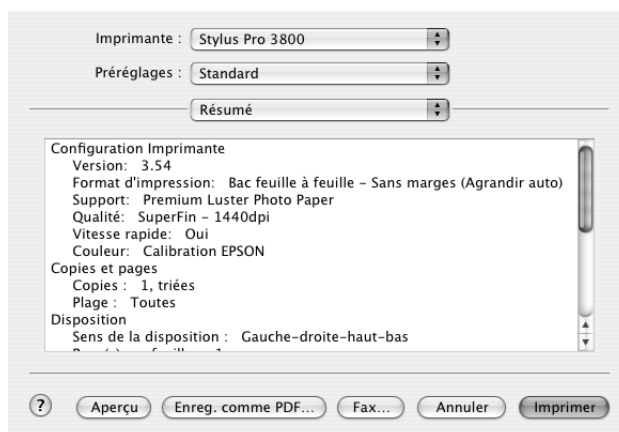 Imprimante : Stylus Pro 3800
Préréglages : Standard
Résumé
Configuration Imprimante
Version: 3.54
Format d'impression: Bac feuille à feuille – Sans marges (Agrandir auto)
Support: Premium Luster Photo Paper
Qualité: SuperFin – 1440dpi
Vitesse rapide: Oui
Couleur: Calibration EPSON
Copies et pages
Copies : 1, triées
Plage : Toutes
Disposition
Sens de la disposition : Gauche-droite-haut-bas
? Aperçu Enreg. comme PDF... Fax... Annuler Imprimer